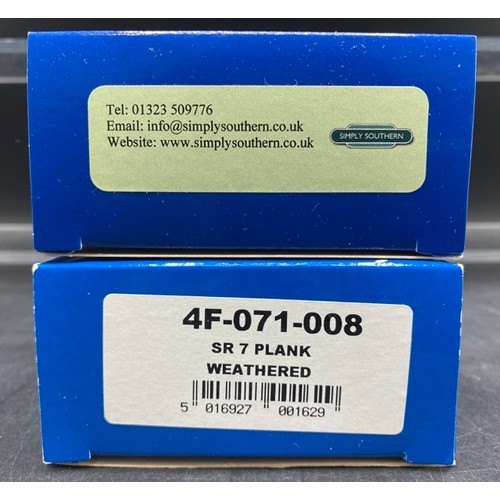 Tel: 01323 509776
Email: info@simplysouthern.co.uk
Website: www.simplysouthern.co.uk
SIMPLY SOUTHERN
4F-071-008
SR 7 PLANK
WEATHERED
5 016927 001629